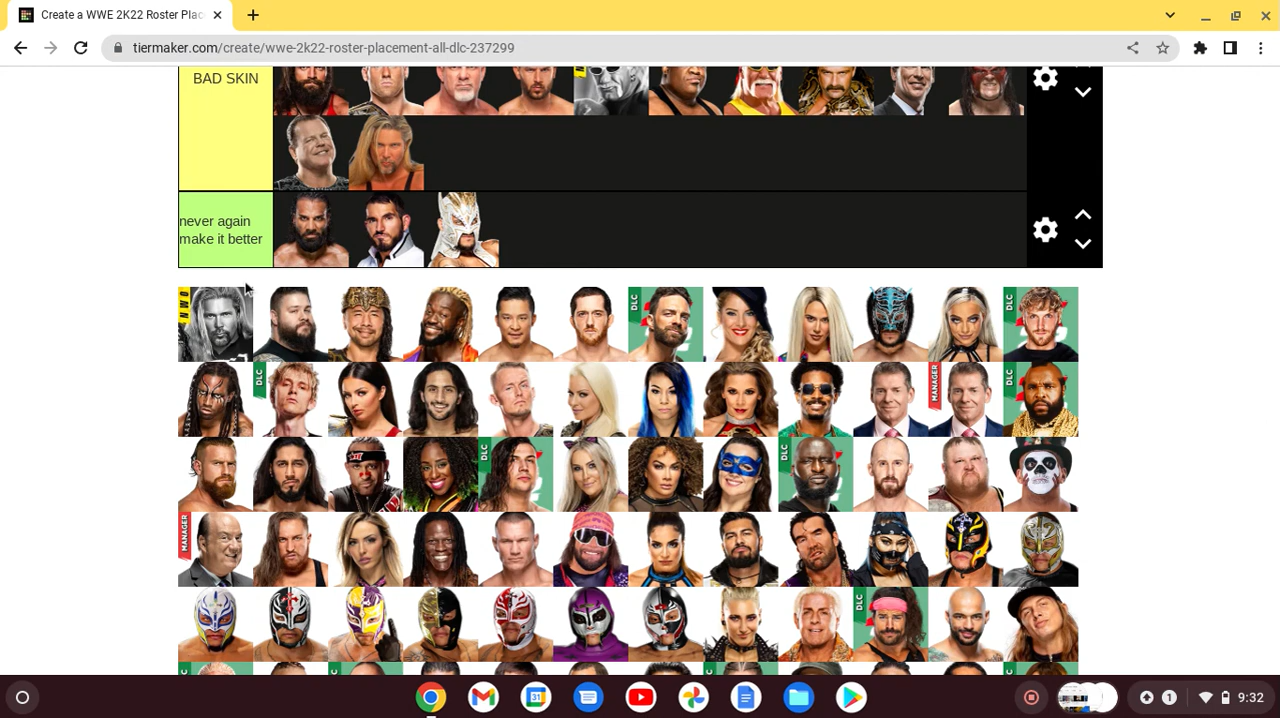 Create a WWE 2K22 Roster Plac
tiermaker.com/create/wwe-2k22-roster-placement-all-dlc-237299
BAD SKIN
never again
make it better
DLC
DLC
DLC
MANAGER
DLC
DLC
DLC
MANAGER
DLC
1
9:32